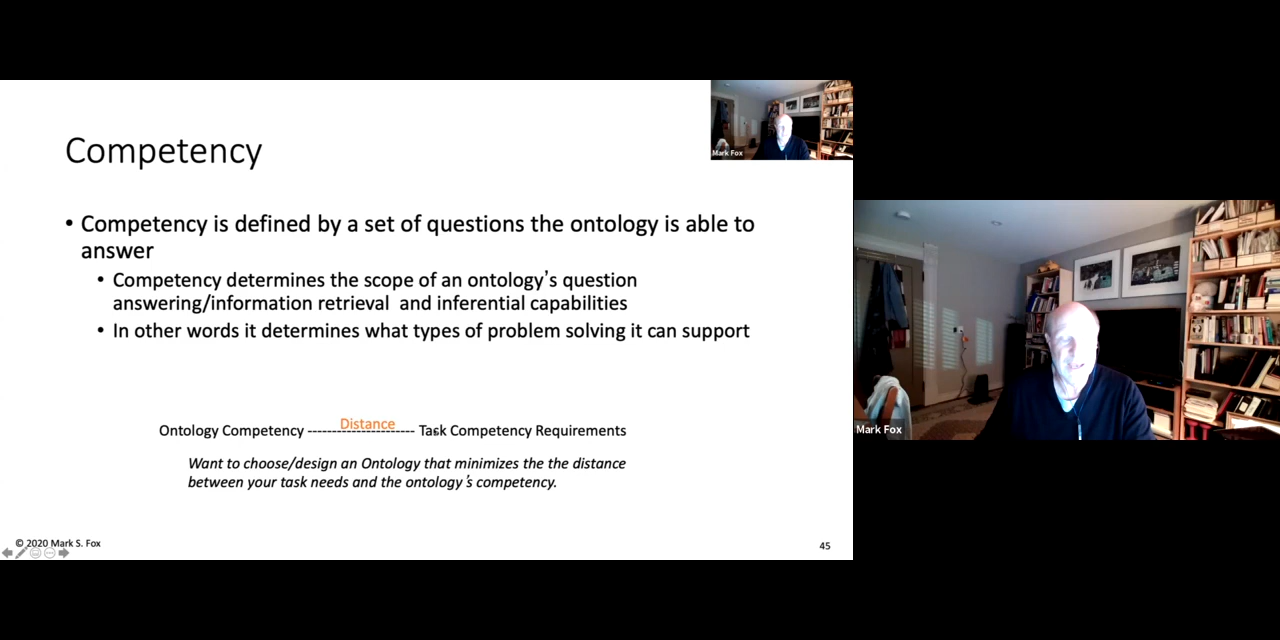 Mark Fox
Competency
• Competency is defined by a set of questions the ontology is able to
answer
• Competency determines the scope of an ontology's question
answering/information retrieval and inferential capabilities
• In other words it determines what types of problem solving it can support
Distance
Ontology Competency --------------------- Task Competency Requirements
Want to choose/design an Ontology that minimizes the the distance
between your task needs and the ontology's competency.
© 2020 Mark S. Fox
45
Mark Fox